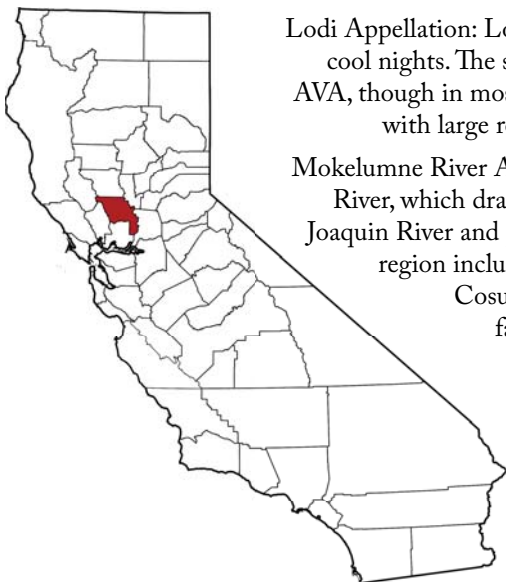 Lodi Appellation: Lo
cool nights. The s
AVA, though in mos
with large r
Mokelumne River A
River, which dra
Joaquin River and
region inclu
Cosu
fa